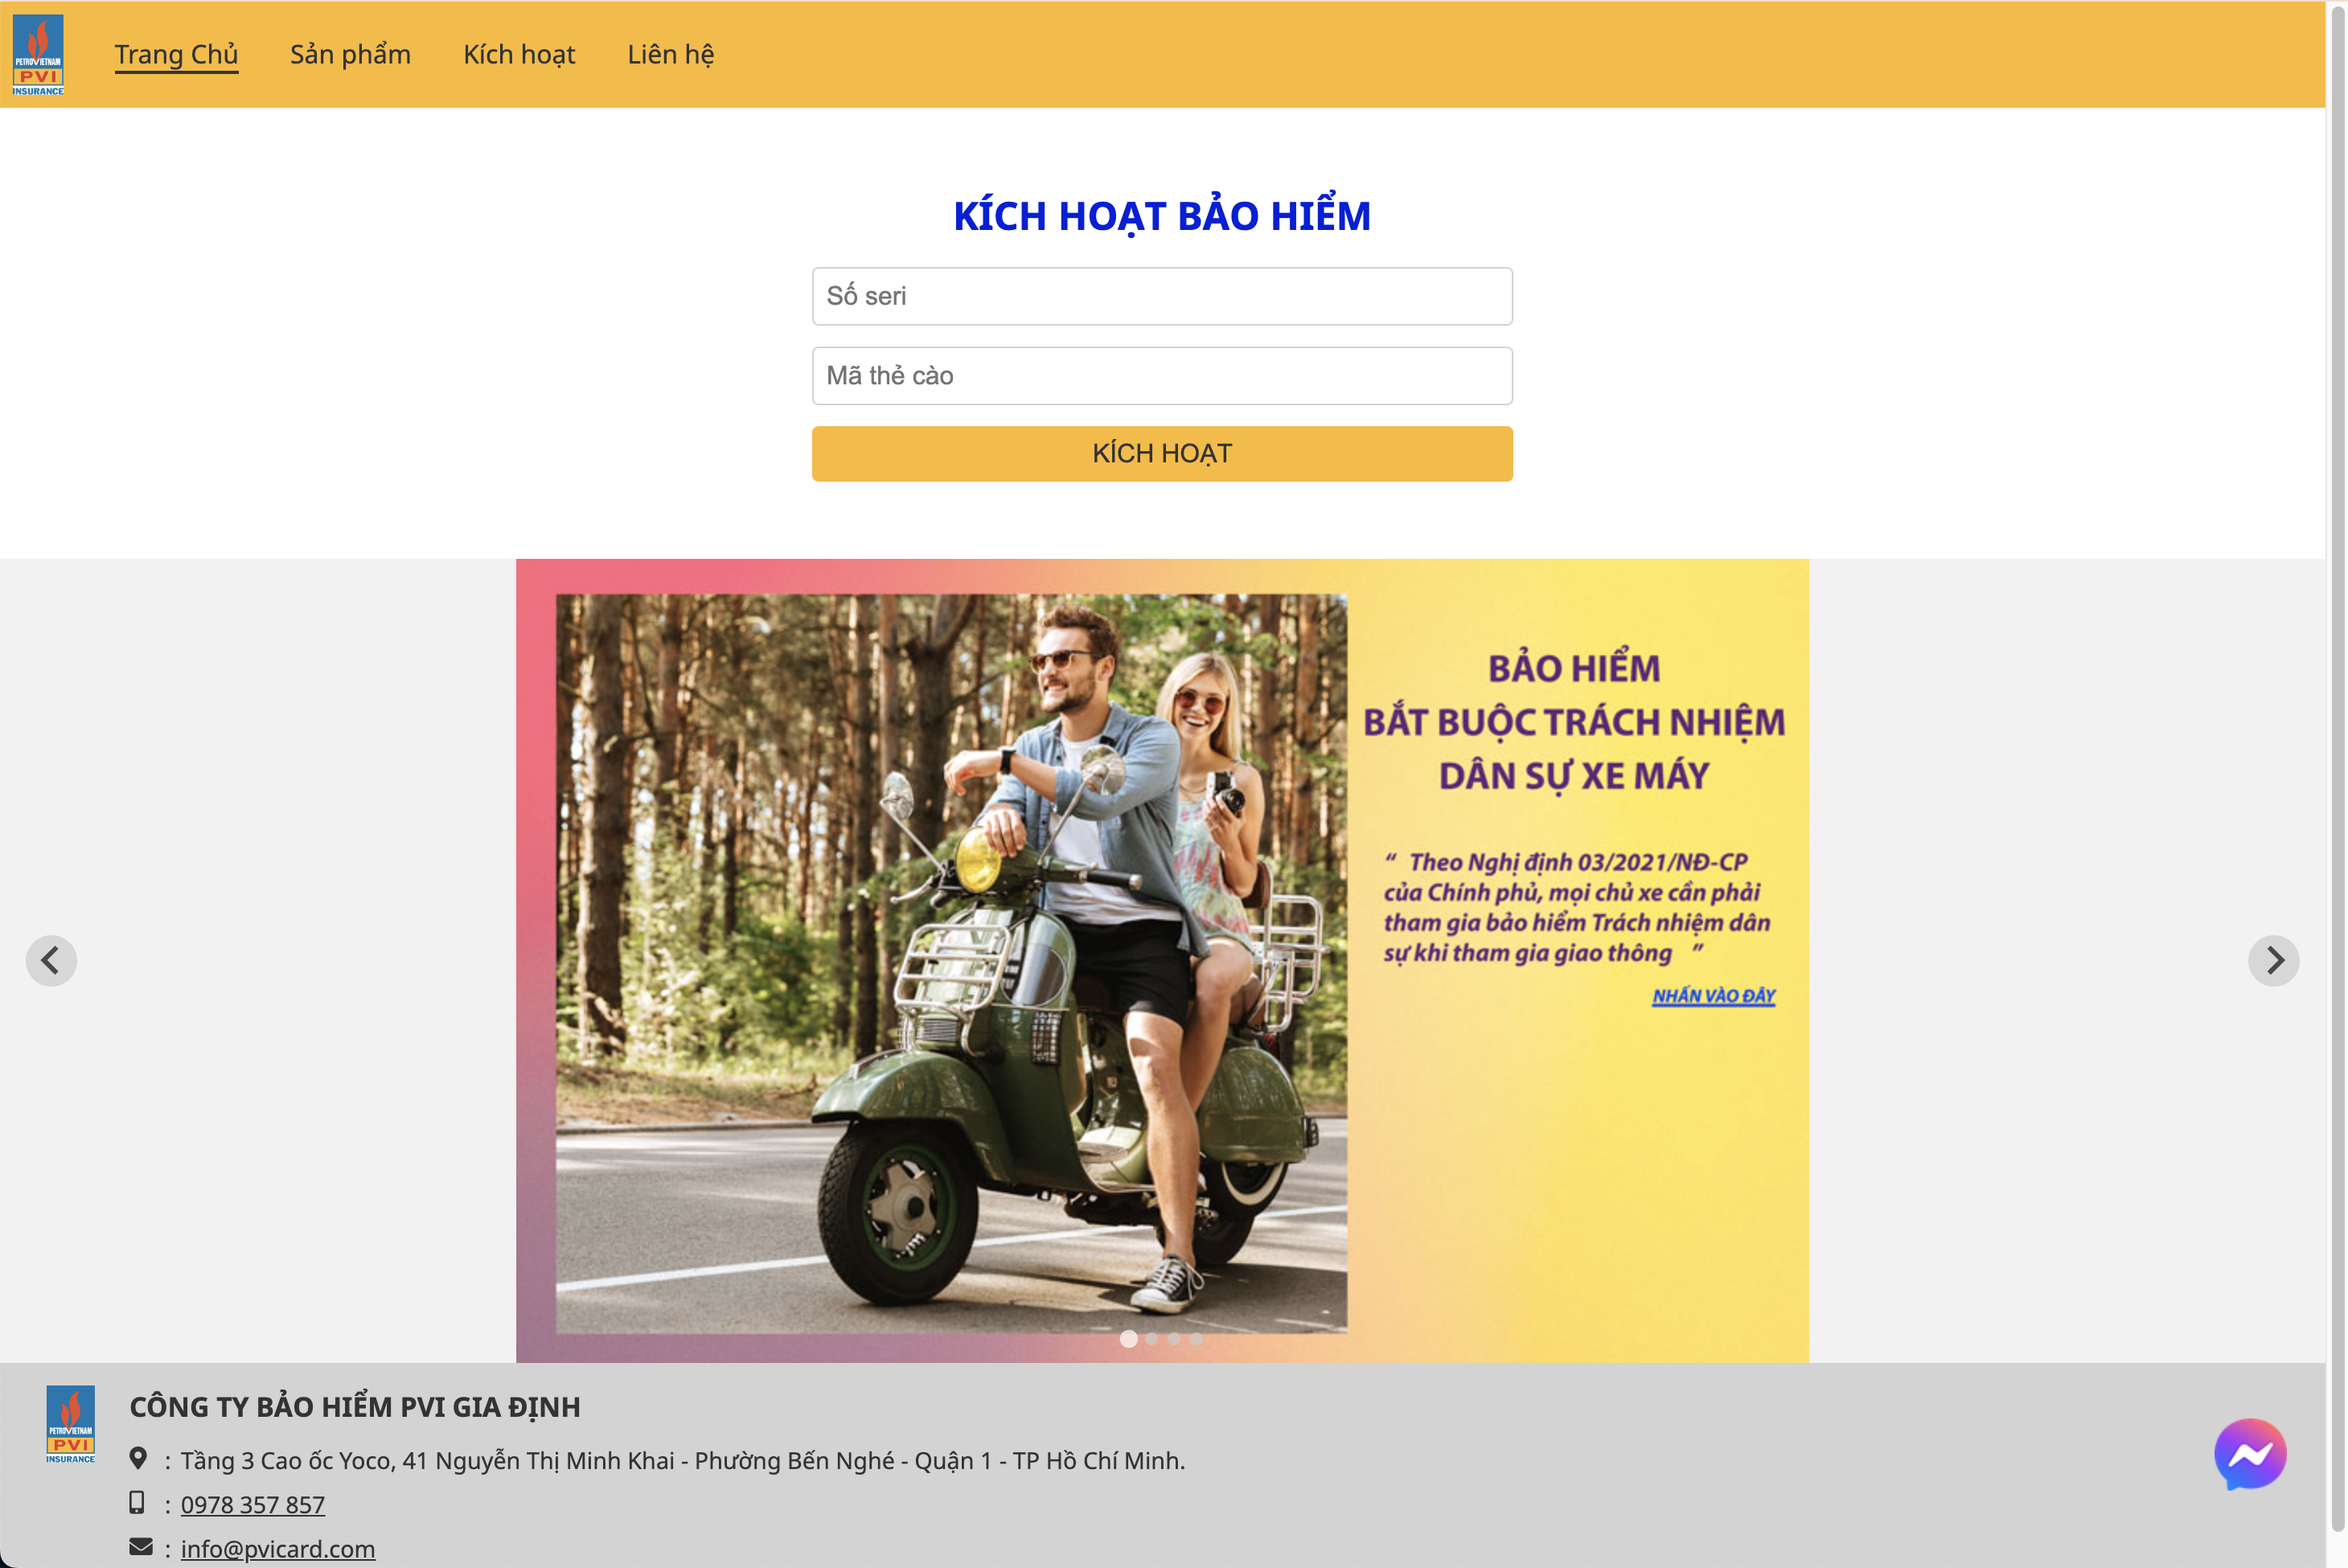 PETROVIETNAM
PVI
INSURANCE
Trang Chủ
Sản phẩm
Kích hoạt
Liên hệ
KÍCH HOẠT BẢO HIỂM
Số seri
Mã thẻ cào
KÍCH HOẠT
BẢO HIỂM
BẮT BUỘC TRÁCH NHIỆM
DÂN SỰ XE MÁY
“ Theo Nghị định 03/2021/NĐ-CP
của Chính phủ, mọi chủ xe cần phải
tham gia bảo hiểm Trách nhiệm dân
sự khi tham gia giao thông ”
NHẤN VÀO ĐÂY
PETROVIETNAM
PVI
INSURANCE
CÔNG TY BẢO HIỂM PVI GIA ĐỊNH
: Tầng 3 Cao ốc Yoco, 41 Nguyễn Thị Minh Khai - Phường Bến Nghé - Quận 1 - TP Hồ Chí Minh.
: 0978 357 857
: info@pvicard.com